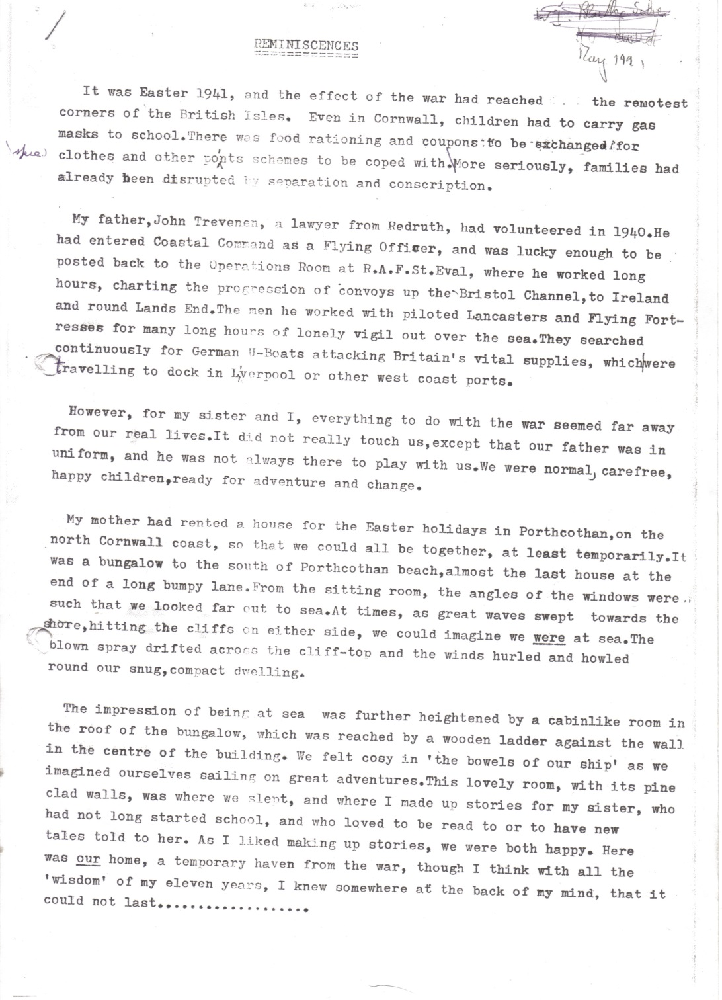 REMINISCENCES
May 1991
It was Easter 1941, and the effect of the war had reached . . the remotest
corners of the British Isles. Even in Cornwall, children had to carry gas
masks to school.There was food rationing and coupons to be exchanged for
clothes and other points schemes to be coped with.More seriously, families had
already been disrupted by separation and conscription.
My father,John Trevenen, a lawyer from Redruth, had volunteered in 1940.He
had entered Coastal Command as a Flying Officer, and was lucky enough to be
posted back to the Operations Room at R.A.F.St.Eval, where he worked long
hours, charting the progression of convoys up the Bristol Channel,to Ireland
and round Lands End.The men he worked with piloted Lancasters and Flying Fort-
resses for many long hours of lonely vigil out over the sea.They searched
continuously for German U-Boats attacking Britain's vital supplies, which were
travelling to dock in Liverpool or other west coast ports.
However, for my sister and I, everything to do with the war seemed far away
from our real lives.It did not really touch us,except that our father was in
uniform, and he was not always there to play with us.We were normal, carefree,
happy children,ready for adventure and change.
My mother had rented a house for the Easter holidays in Porthcothan,on the
north Cornwall coast, so that we could all be together, at least temporarily.It
was a bungalow to the south of Porthcothan beach,almost the last house at the
end of a long bumpy lane.From the sitting room, the angles of the windows were
such that we looked far out to sea.At times, as great waves swept towards the
shore,hitting the cliffs on either side, we could imagine we were at sea.The
blown spray drifted across the cliff-top and the winds hurled and howled
round our snug,compact dwelling.
The impression of being at sea was further heightened by a cabinlike room in
the roof of the bungalow, which was reached by a wooden ladder against the wall
in the centre of the building. We felt cosy in 'the bowels of our ship' as we
imagined ourselves sailing on great adventures.This lovely room, with its pine
clad walls, was where we slept, and where I made up stories for my sister, who
had not long started school, and who loved to be read to or to have new
tales told to her. As I liked making up stories, we were both happy. Here
was our home, a temporary haven from the war, though I think with all the
'wisdom' of my eleven years, I knew somewhere at the back of my mind, that it
could not last...................